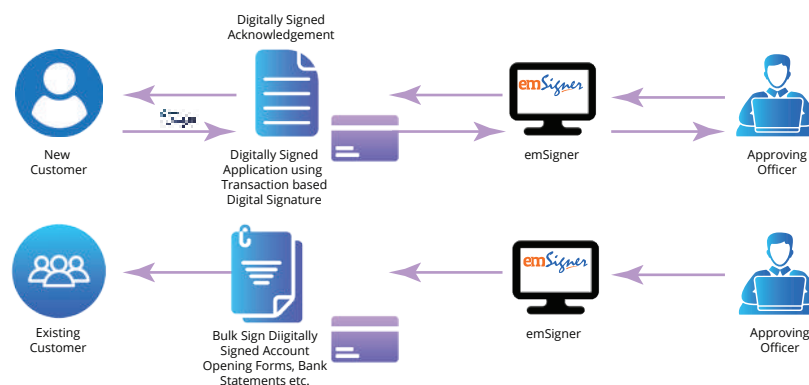 Digitally Signed
Acknowledgement
emSigner
New
Customer
Digitally Signed
Application using
Transaction based
Digital Signature
emSigner
Approving
Officer
emSigner
Existing
Customer
Bulk Sign Diigitally
Signed Account
Opening Forms, Bank
Statements etc.
emSigner
Approving
Officer